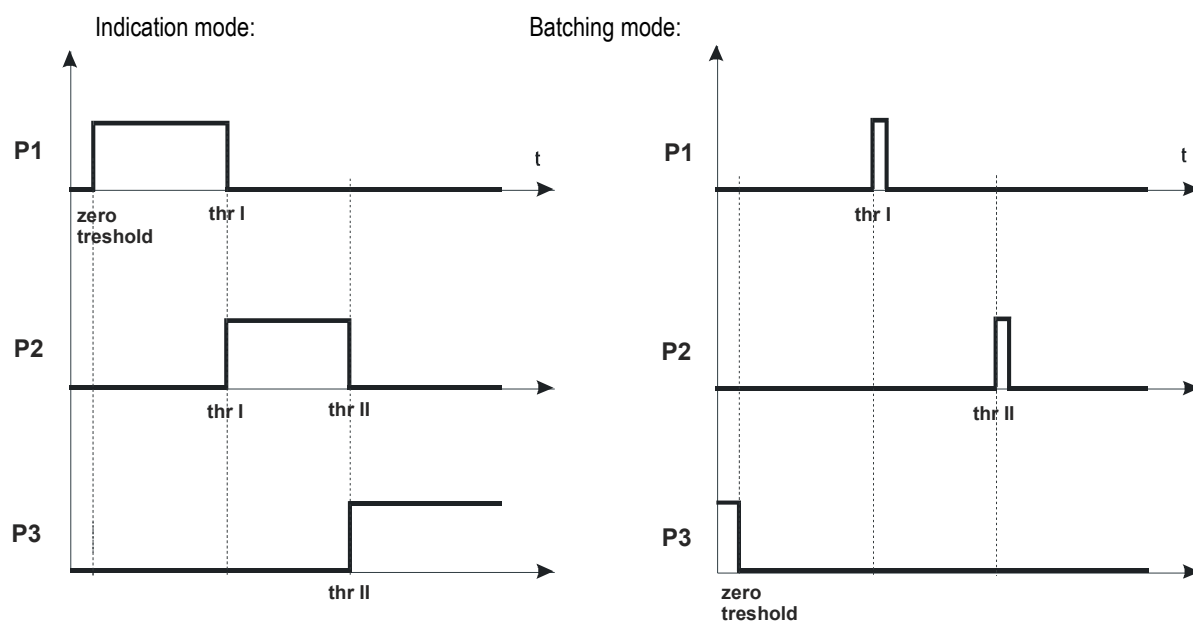 Indication mode:
P1
t
zero
treshold
thr I
P2
thr I
thr II
P3
thr II
Batching mode:
P1
t
thr I
P2
thr II
P3
zero
treshold